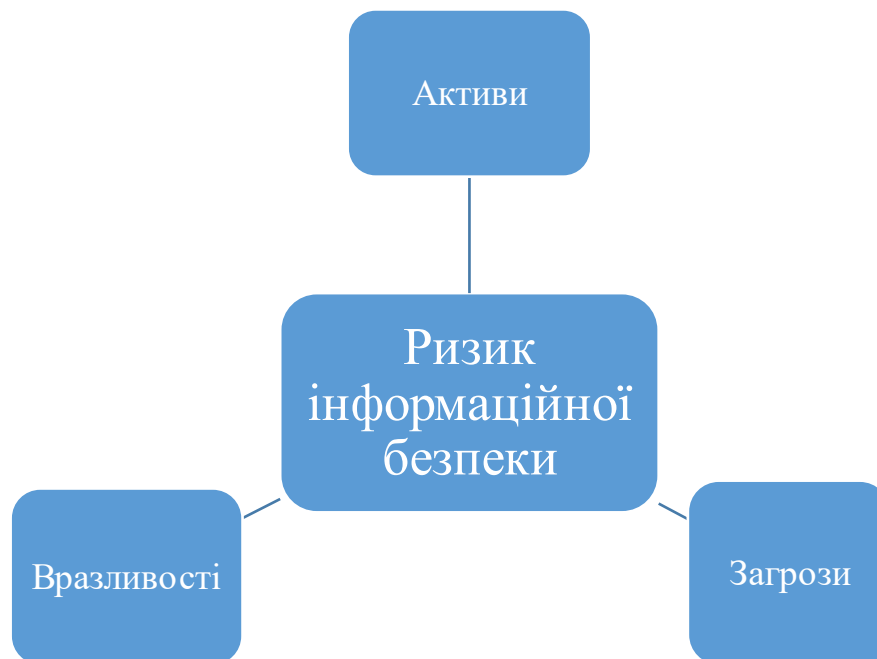 Активи
Ризик
інформаційної
безпеки
Вразливості
Загрози